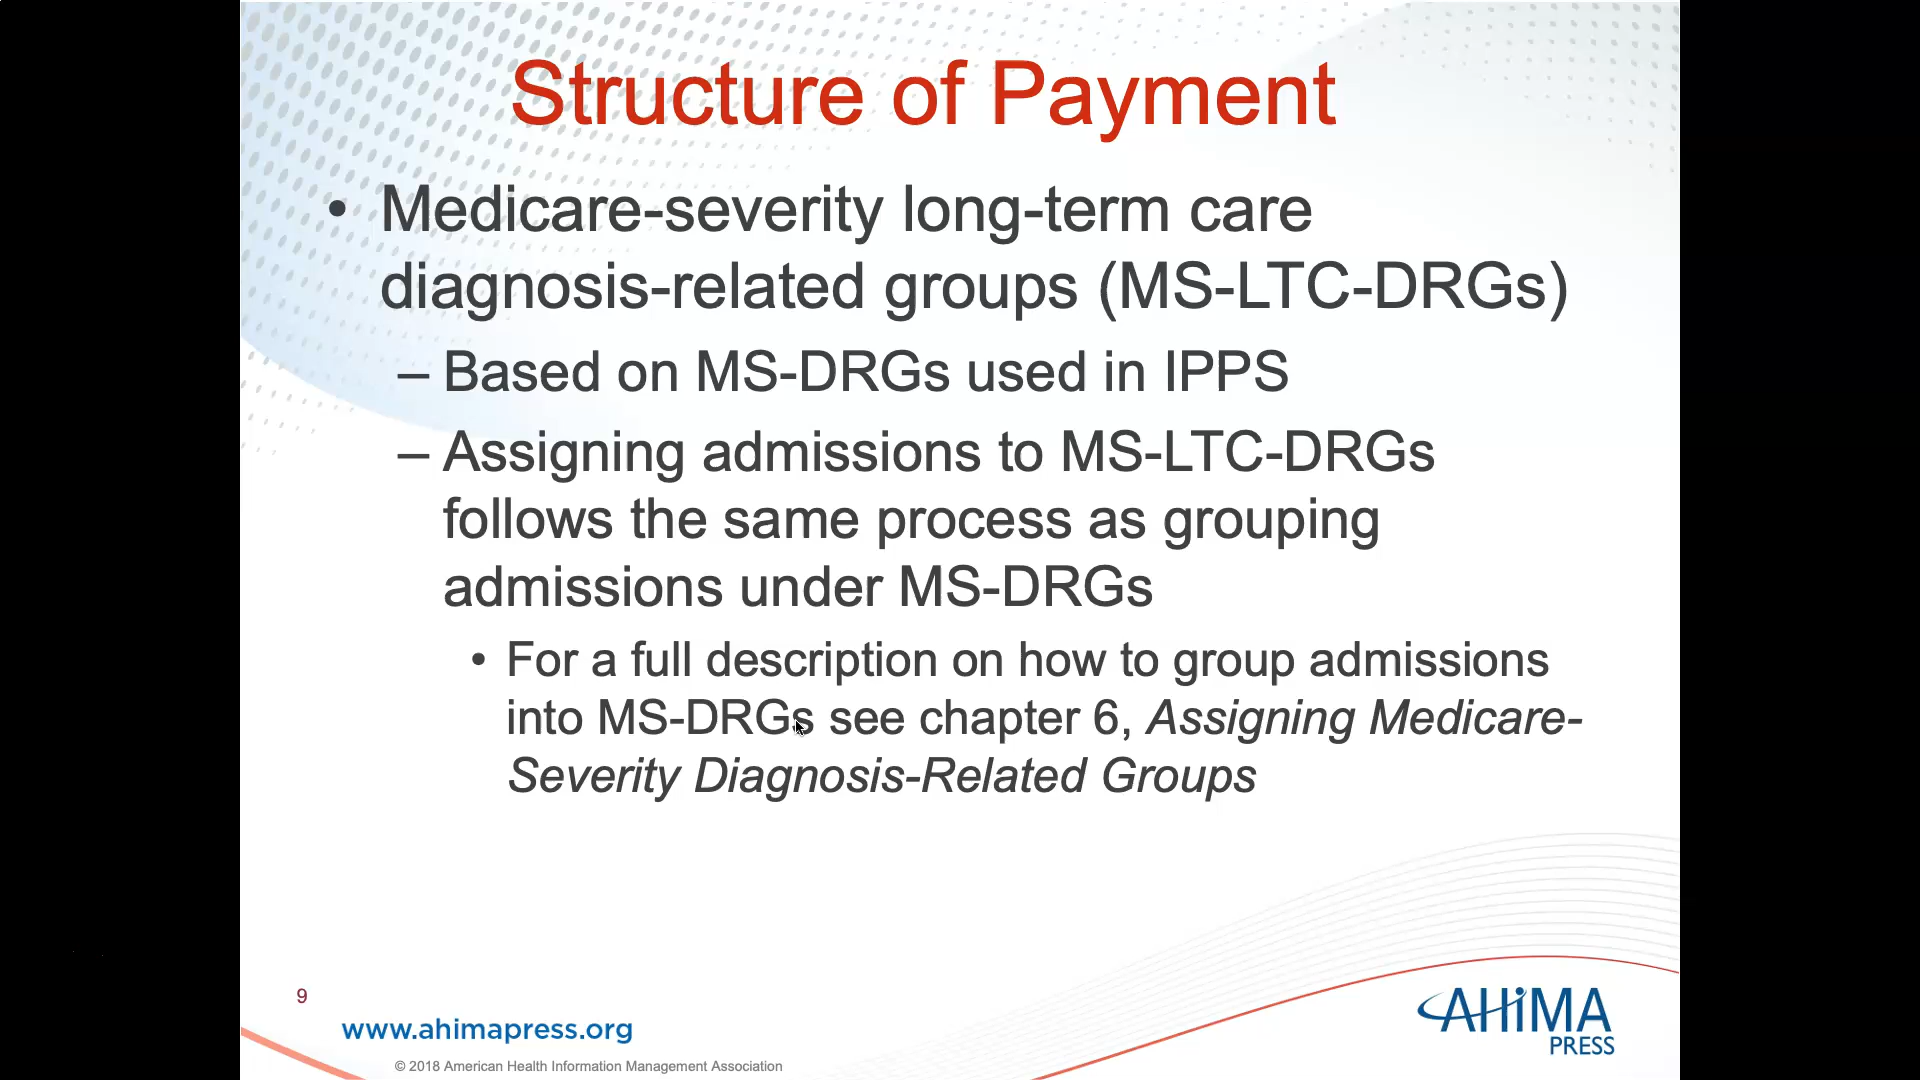 Structure of Payment
• Medicare-severity long-term care
diagnosis-related groups (MS-LTC-DRGs)
– Based on MS-DRGs used in IPPS
– Assigning admissions to MS-LTC-DRGs
follows the same process as grouping
admissions under MS-DRGs
• For a full description on how to group admissions
into MS-DRGs see chapter 6, Assigning Medicare-
Severity Diagnosis-Related Groups
9
www.ahimapress.org
© 2018 American Health Information Management Association
AHiMA
PRESS